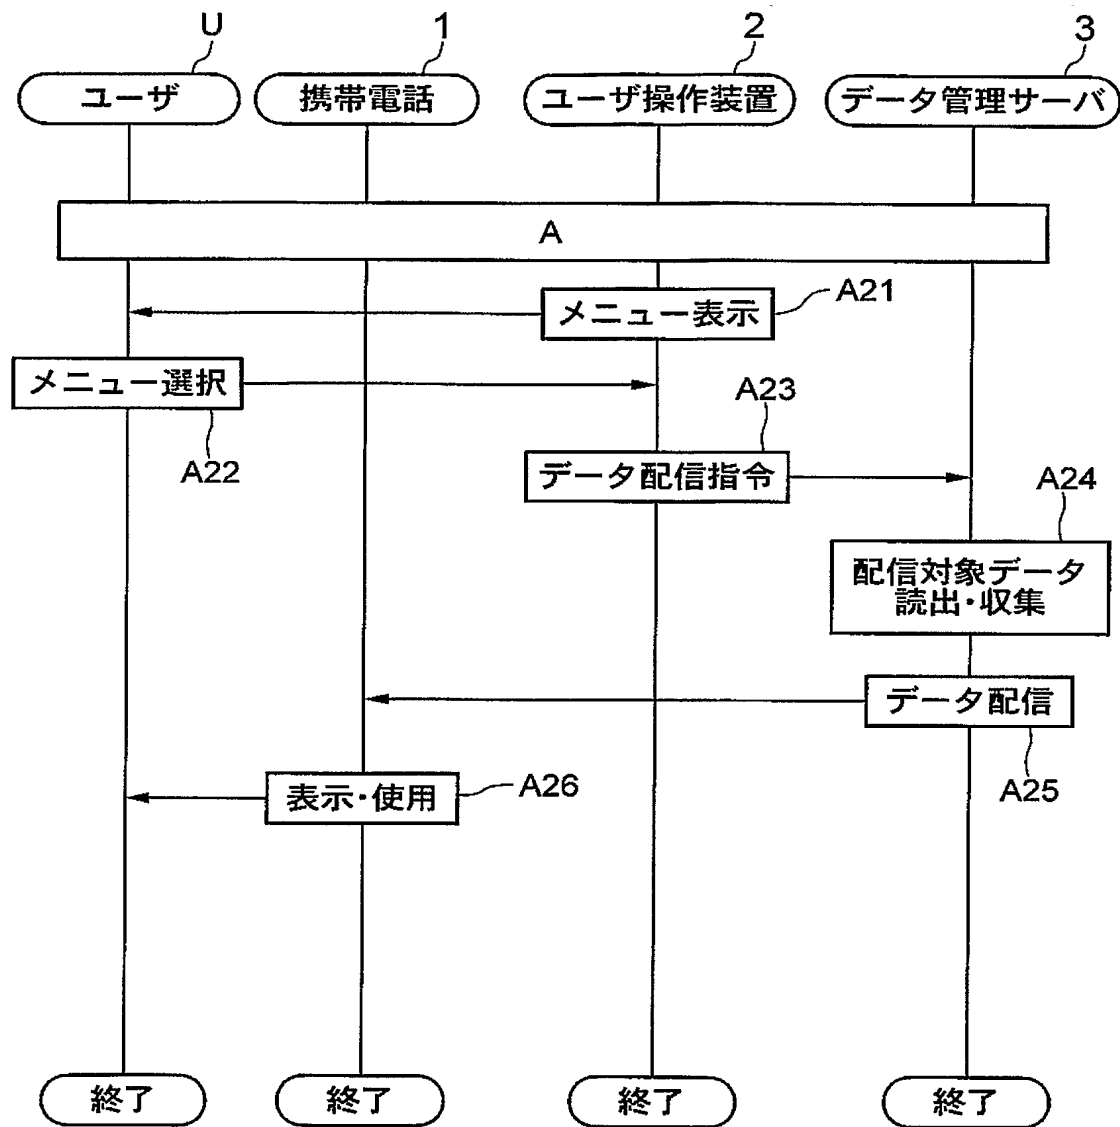 U
1
2
3
ユーザ
携帯電話
ユーザ操作装置
データ管理サーバ
A
メニュー表示
A21
メニュー選択
A22
A23
データ配信指令
A24
配信対象データ
読出・収集
データ配信
A25
表示・使用
A26
終了
終了
終了
終了